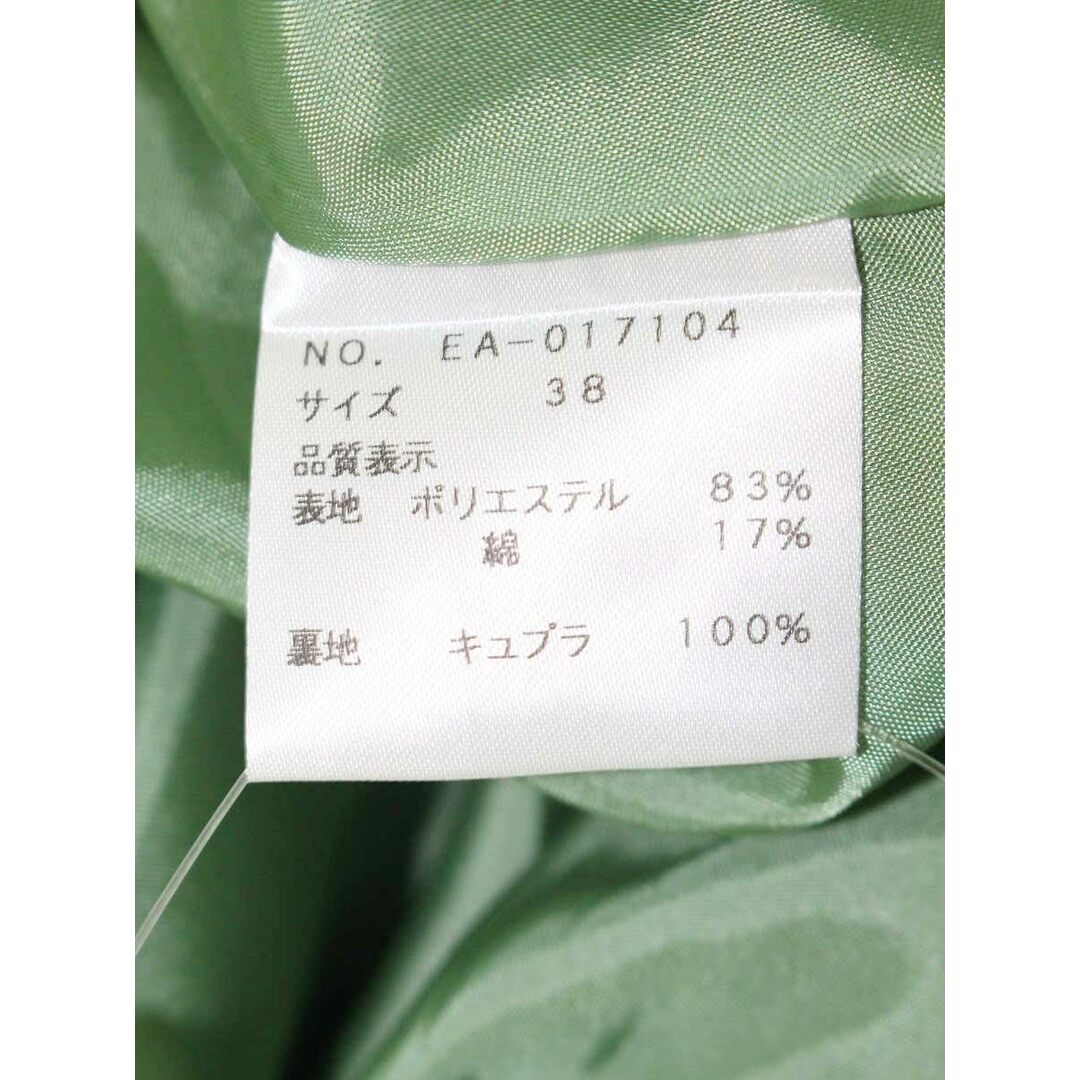 NO. EA-017104
サイズ 38
品質表示
表地 ポリエステル 83%
綿 17%
裏地 キュプラ 100%